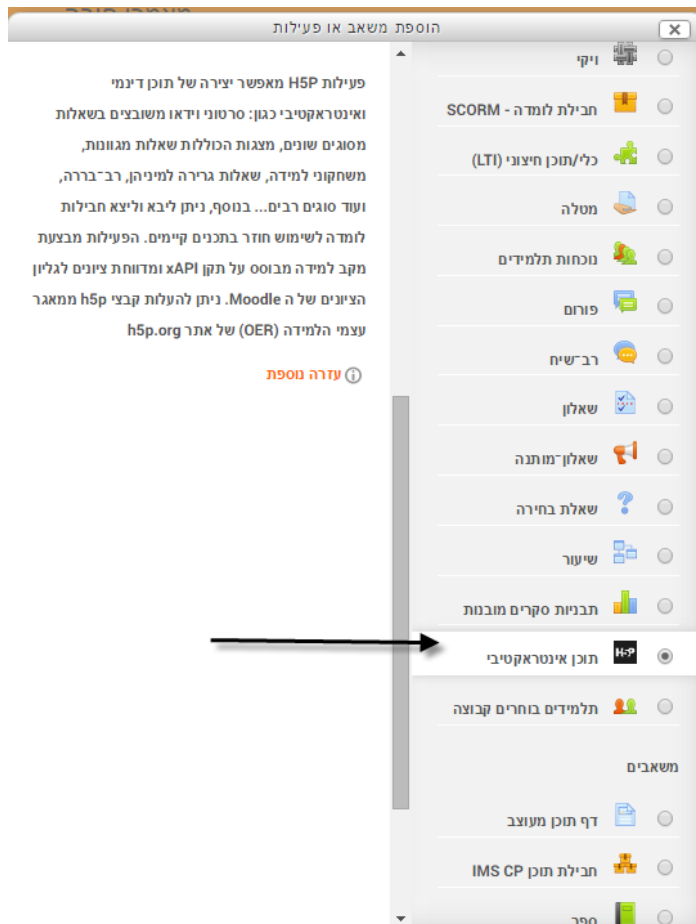 הוספת משאב או פעילות
ויקי
חבילת לומדה - SCORM
כלי/תוכן חיצוני (LTI)
מטלה
נוכחות תלמידים
פורום
רב־שיח
שאלון
שאלון־מותנה
שאלת בחירה
שיעור
תבניות סקרים מובנות
H5P
תוכן אינטראקטיבי
תלמידים בוחרים קבוצה
משאבים
דף תוכן מעוצב
חבילת תוכן IMS CP
ספר
פעילות H5P מאפשר יצירה של תוכן דינמי
ואינטראקטיבי כגון: סרטוני וידאו משובצים בשאלות
מסוגים שונים, מצגות הכוללות שאלות מגוונות,
משחקוני למידה, שאלות גרירה למיניהן, רב־בררה,
ועוד סוגים רבים... בנוסף, ניתן ליבא וליצא חבילות
לומדה לשימוש חוזר בתכנים קיימים. הפעילות מבצעת
מקב למידה מבוסס על תקן xAPI ומדווחת ציונים לגליון
הציונים של ה Moodle. ניתן להעלות קבצי h5p ממאגר
עצמי הלמידה (OER) של אתר h5p.org
עזרה נוספת